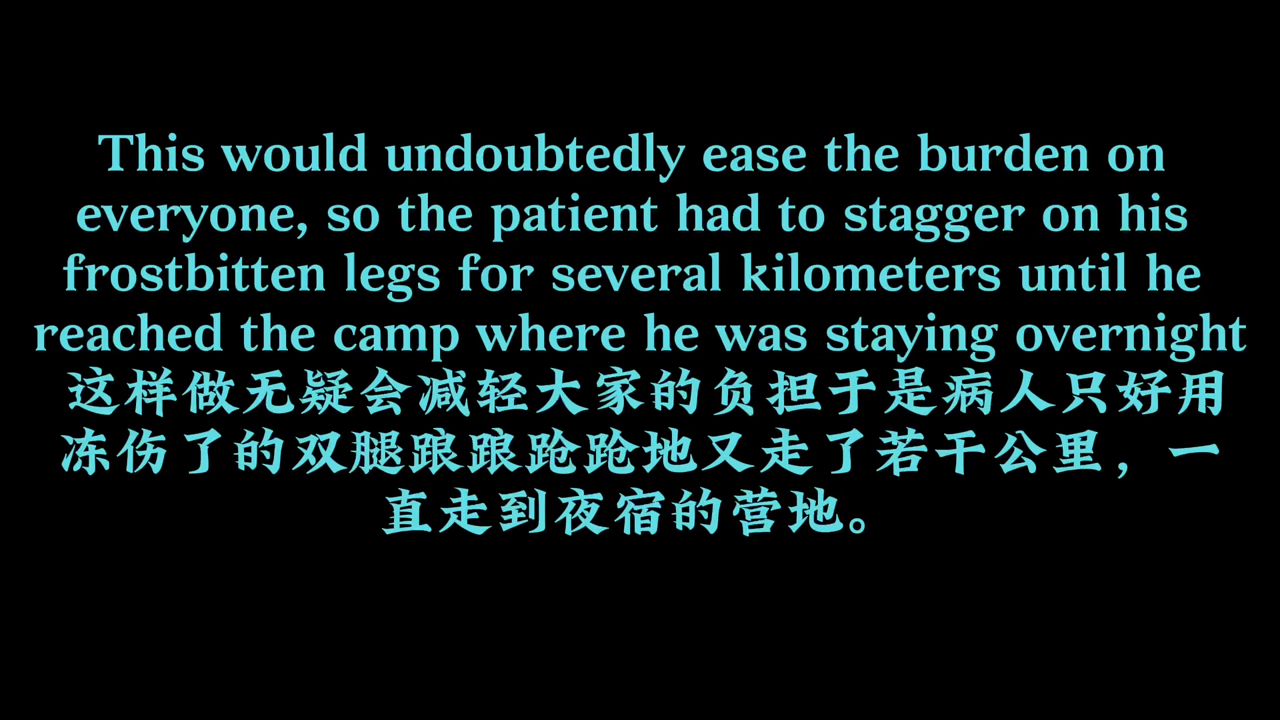 This would undoubtedly ease the burden on
everyone, so the patient had to stagger on his
frostbitten legs for several kilometers until he
reached the camp where he was staying overnight
这样做无疑会减轻大家的负担于是病人只好用
冻伤了的双腿踉踉跄跄地又走了若干公里，一
直走到夜宿的营地。